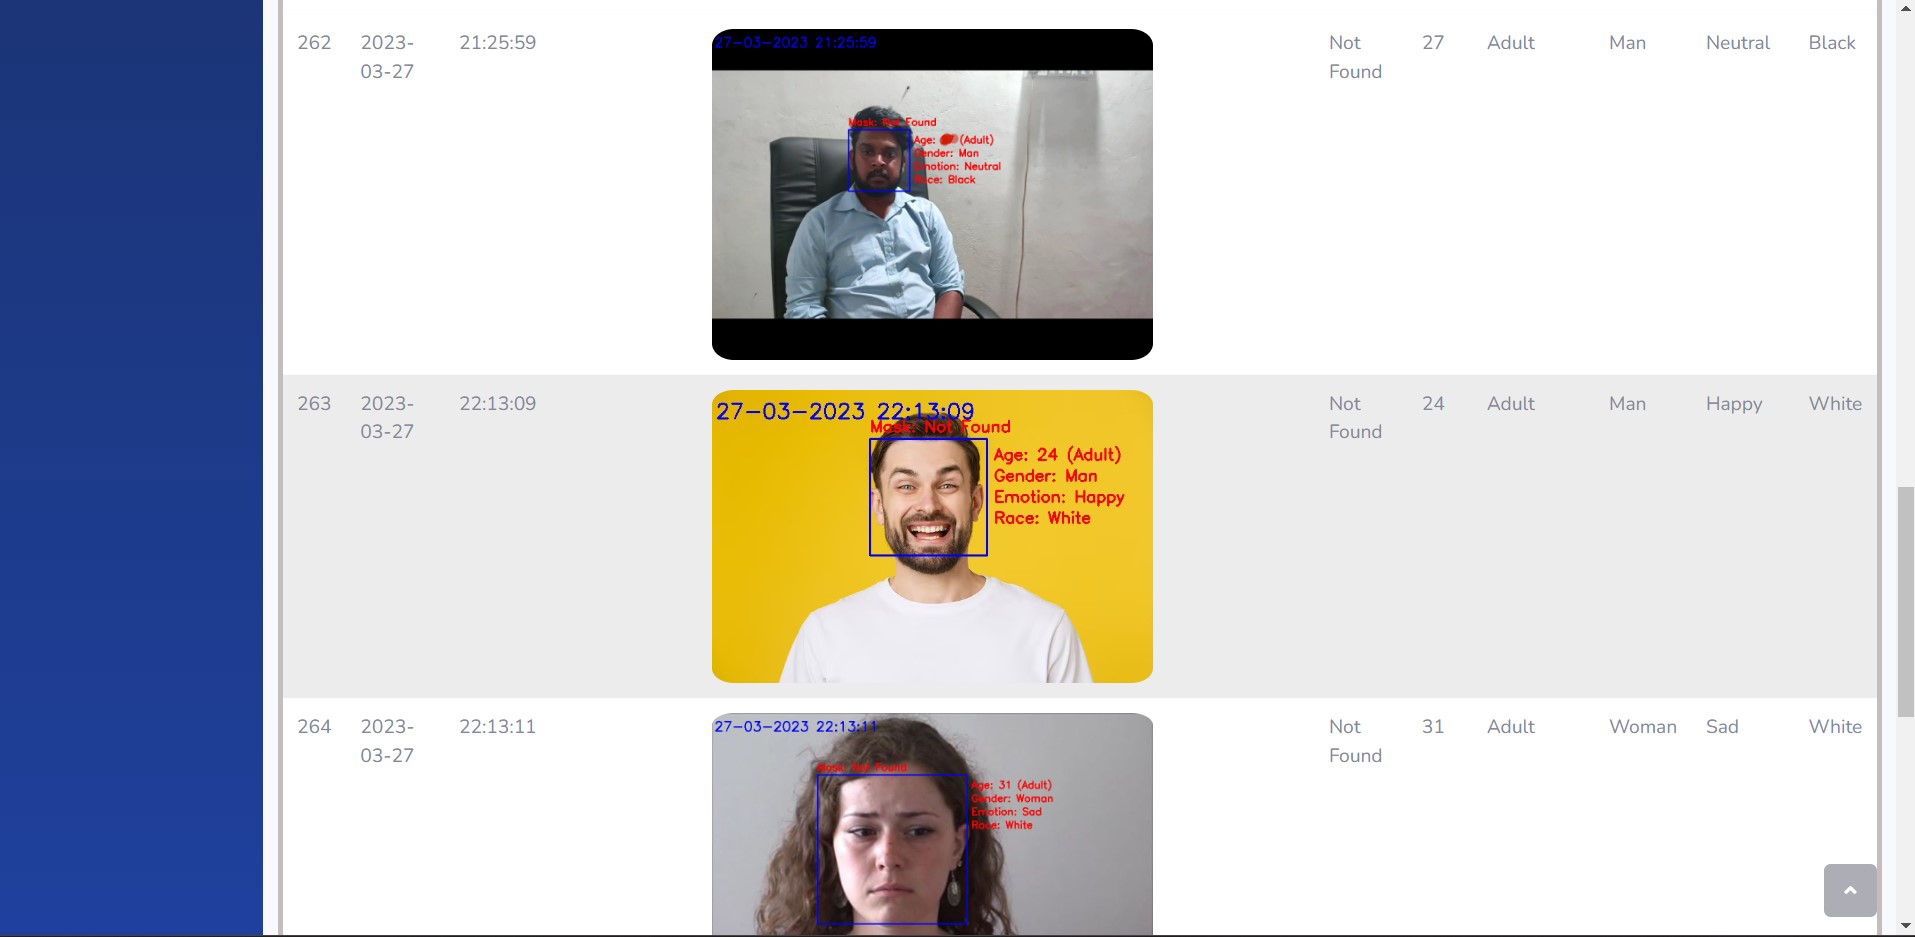 262 2023- 21:25:59 Not 27 Adult Man Neutral Black
03-27 Found
27-03-2023 21:25:59
Mask: Not Found
Age: (Adult)
Gender: Man
Emotion: Neutral
Race: Black
263 2023- 22:13:09 Not 24 Adult Man Happy White
03-27 Found
27-03-2023 22:13:09
Mask: Not Found
Age: 24 (Adult)
Gender: Man
Emotion: Happy
Race: White
264 2023- 22:13:11 Not 31 Adult Woman Sad White
03-27 Found
27-03-2023 22:13:11
Mask: Not Found
Age: 31 (Adult)
Gender: Woman
Emotion: Sad
Race: White